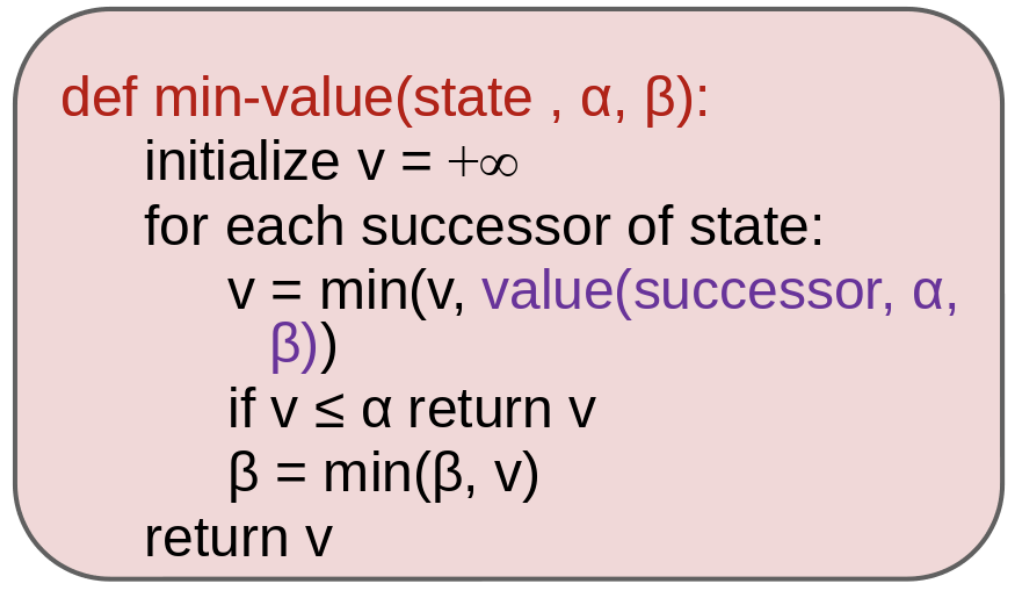 def min-value(state , α, β):
initialize v = +∞
for each successor of state:
v = min(v, value(successor, α,
β))
if v ≤ α return v
β = min(β, v)
return v